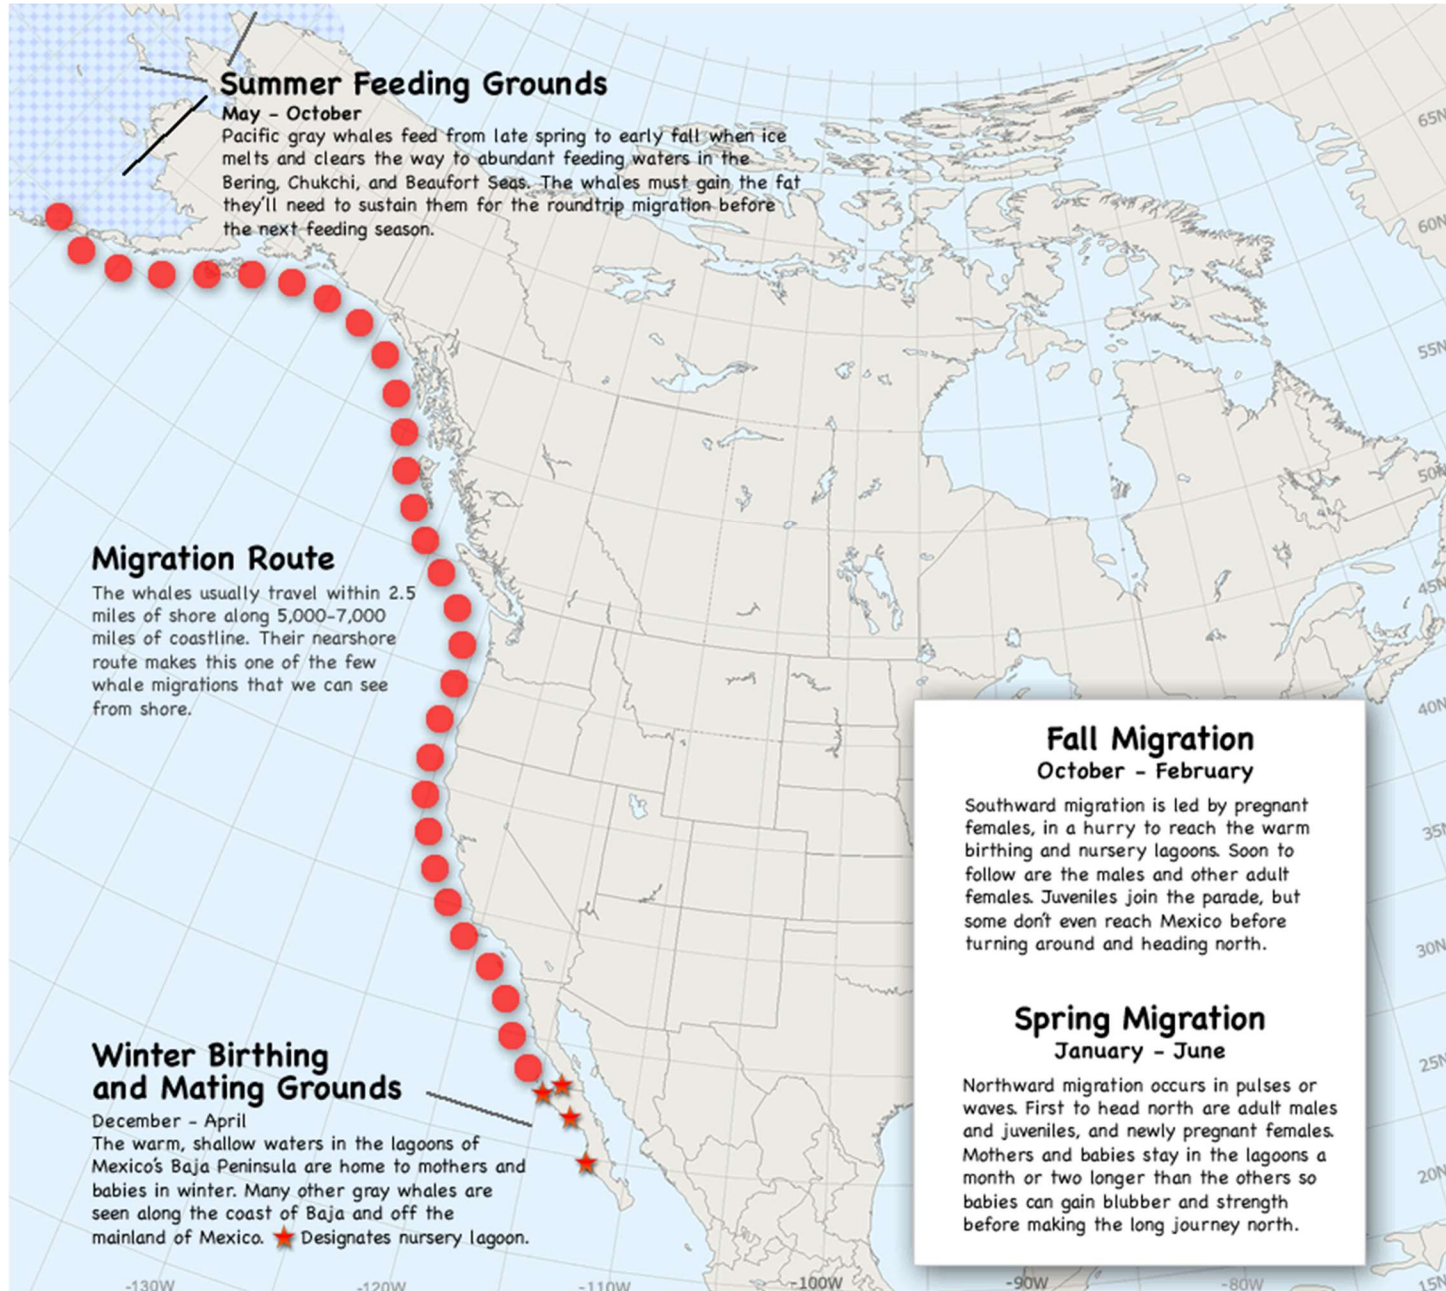 Summer Feeding Grounds
May - October
Pacific gray whales feed from late spring to early fall when ice
melts and clears the way to abundant feeding waters in the
Bering, Chukchi, and Beaufort Seas. The whales must gain the fat
they'll need to sustain them for the roundtrip migration before
the next feeding season.
Migration Route
The whales usually travel within 2.5
miles of shore along 5,000-7,000
miles of coastline. Their nearshore
route makes this one of the few
whale migrations that we can see
from shore.
Winter Birthing
and Mating Grounds
December - April
The warm, shallow waters in the lagoons of
Mexico's Baja Peninsula are home to mothers and
babies in winter. Many other gray whales are
seen along the coast of Baja and off the
mainland of Mexico. Designates nursery lagoon.
Fall Migration
October - February
Southward migration is led by pregnant
females, in a hurry to reach the warm
birthing and nursery lagoons. Soon to
follow are the males and other adult
females. Juveniles join the parade, but
some don't even reach Mexico before
turning around and heading north.
Spring Migration
January - June
Northward migration occurs in pulses or
waves. First to head north are adult males
and juveniles, and newly pregnant females.
Mothers and babies stay in the lagoons a
month or two longer than the others so
babies can gain blubber and strength
before making the long journey north.
65N
60N
55N
50N
45N
40N
35N
30N
25N
20N
15N
-130W
-120W
-110W
-100W
-90W
-80W